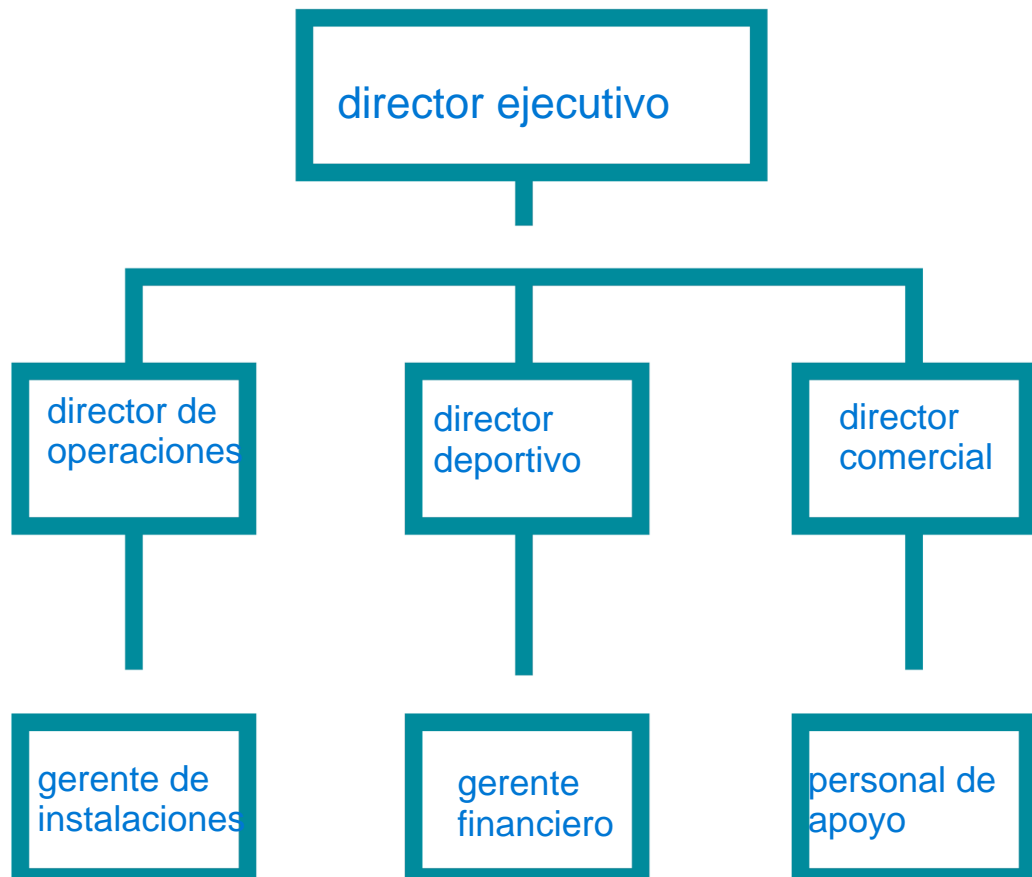 director ejecutivo
director de
operaciones
director
deportivo
director
comercial
gerente de
instalaciones
gerente
financiero
personal de
apoyo